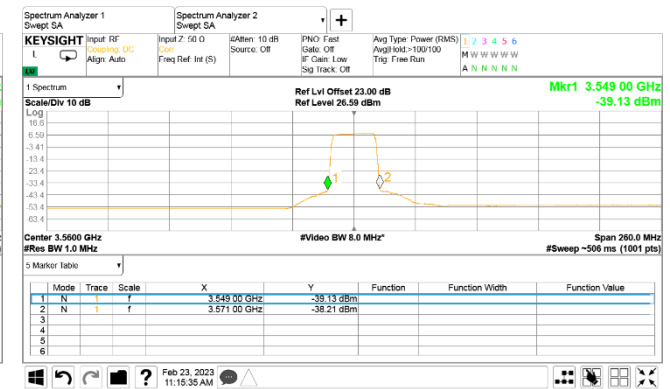 Spectrum Analyzer 1
Swept SA
Spectrum Analyzer 2
Swept SA
+
KEYSIGHT
L
Input: RF
Coupling: DC
Align: Auto
Input Z: 50 Ω
Corr
Freq Ref: Int (S)
#Atten: 10 dB
Source: Off
PNO: Fast
Gate: Off
IF Gain: Low
Sig Track: Off
Avg Type: Power (RMS)
Avg|Hold:>100/100
Trig: Free Run
1 2 3 4 5 6
M W W W W W
A N N N N N
1 Spectrum
Scale/Div 10 dB
Ref Lvl Offset 23.00 dB
Ref Level 26.59 dBm
Mkr1 3.549 00 GHz
-39.13 dBm
Log
16.6
6.59
-3.41
-13.4
-23.4
-33.4
-43.4
-53.4
-63.4
1
2
Center 3.5600 GHz
#Res BW 1.0 MHz
#Video BW 8.0 MHz*
Span 260.0 MHz
#Sweep ~506 ms (1001 pts)
5 Marker Table
Mode Trace Scale X Y Function Function Width Function Value
1 N 1 f 3.549 00 GHz -39.13 dBm
2 N 1 f 3.571 00 GHz -38.21 dBm
3
4
5
6
?
Feb 23, 2023
11:15:35 AM